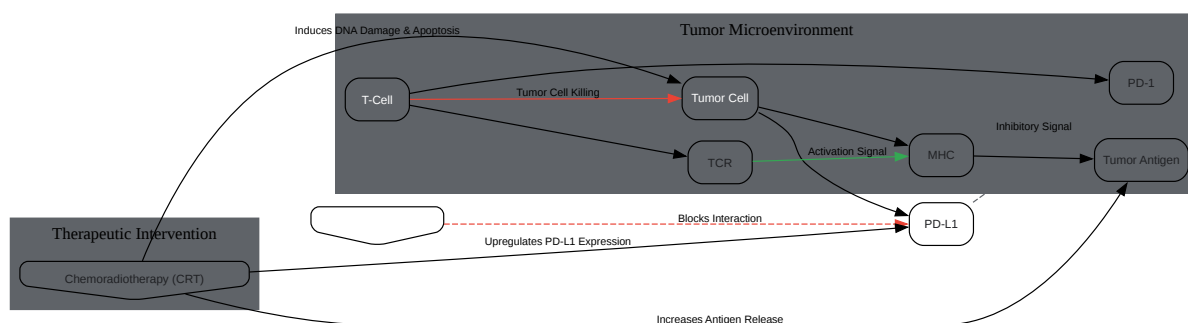 Induces DNA Damage & Apoptosis
Tumor Microenvironment
T-Cell
Tumor Cell Killing
Tumor Cell
PD-1
Inhibitory Signal
TCR
Activation Signal
MHC
Tumor Antigen
Blocks Interaction
PD-L1
Therapeutic Intervention
Upregulates PD-L1 Expression
Chemoradiotherapy (CRT)
Increases Antigen Release